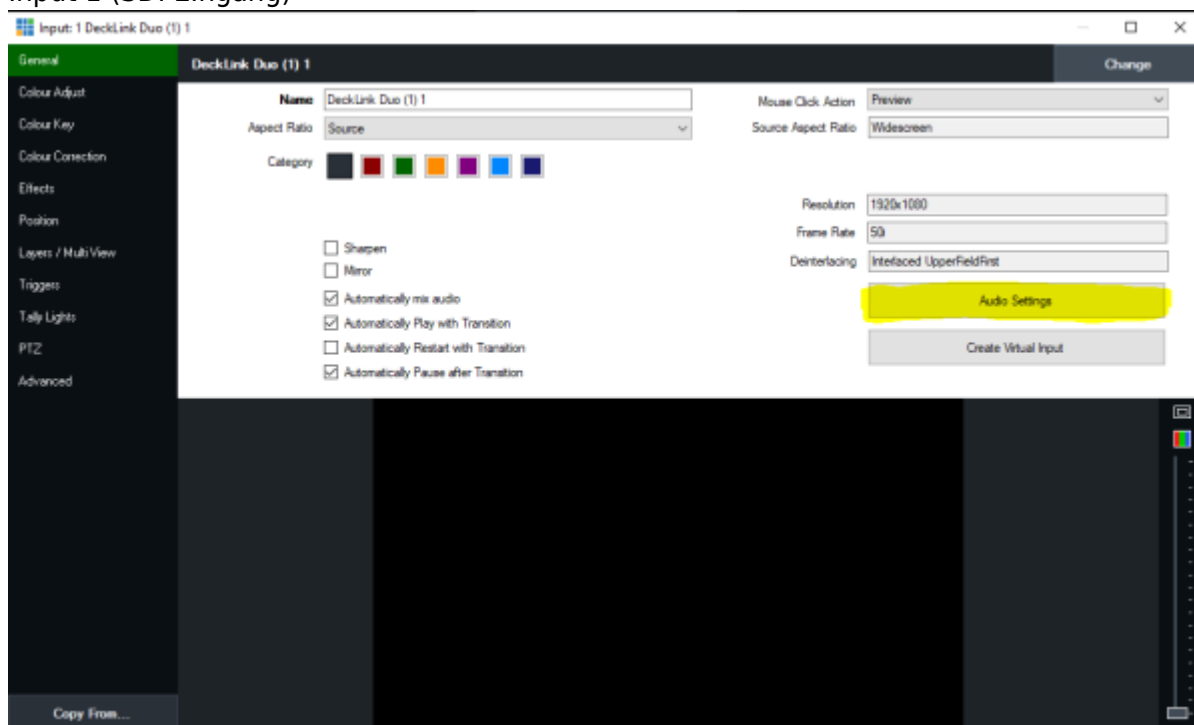 Input 1 (SDI Eingang)
Input: 1 DeckLink Duo (1) 1
General
DeckLink Duo (1) 1
Change
Colour Adjust
Colour Key
Colour Correction
Effects
Position
Layers / MultiView
Triggers
Tally Lights
PTZ
Advanced
Name DeckLink Duo (1) 1
Mouse Click Action Preview
Aspect Ratio Source
Source Aspect Ratio Widescreen
Category
Resolution 1920x1080
Frame Rate 50i
Sharpen
Deinterlacing Interlaced UpperFieldFirst
Mirror
Automatically mix audio
Audio Settings
Automatically Play with Transition
Automatically Restart with Transition
Create Virtual Input
Automatically Pause after Transition
Copy From...